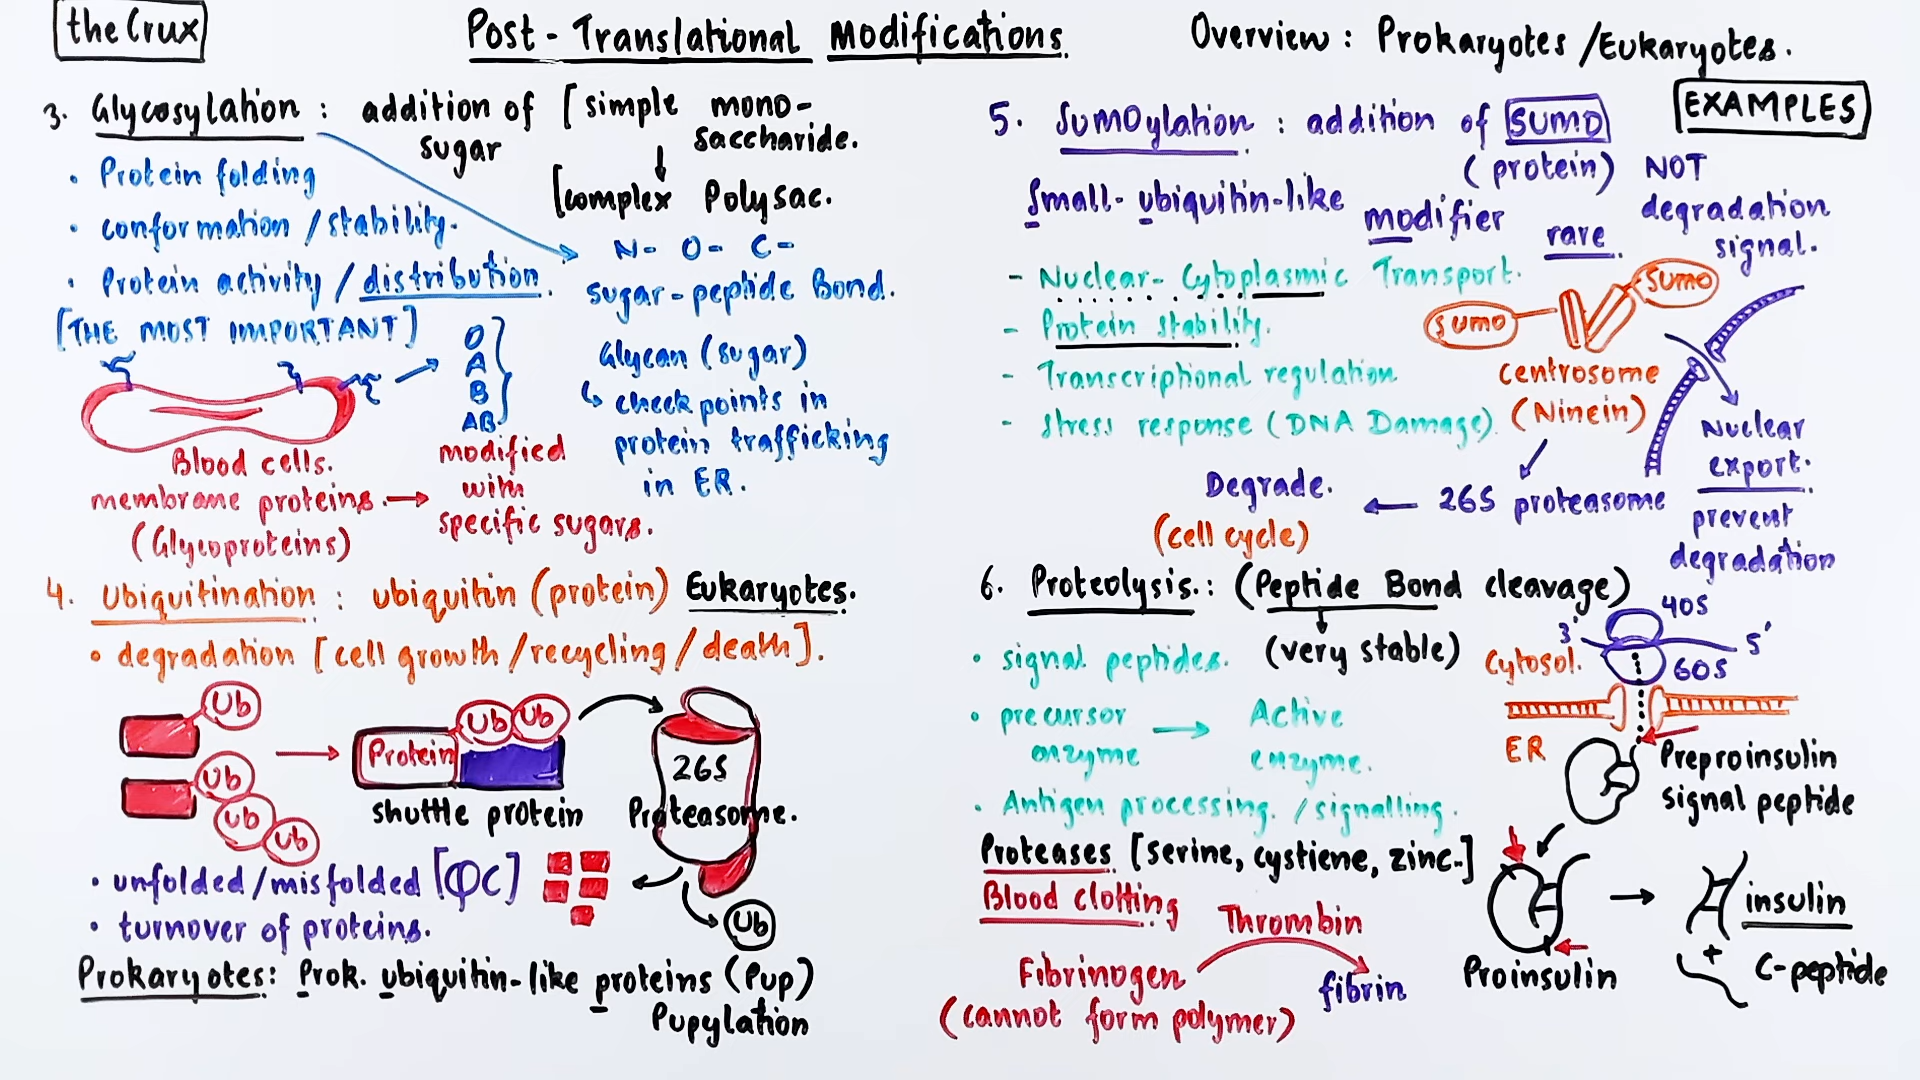 the Crux
Post-Translational Modifications
Overview: Prokaryotes/Eukaryotes.
EXAMPLES
3. Glycosylation: addition of sugar
[simple mono-saccharide.
[complex Polysac.
• Protein folding
• conformation/stability.
• Protein activity/distribution.
[THE MOST IMPORTANT]
N- O- C-
sugar-peptide Bond.
Glycan (sugar)
↳ check points in
protein trafficking
in ER.
O
A
B
AB
modified
with
specific sugars.
Blood cells.
membrane proteins. →
(Glycoproteins)
4. Ubiquitination: ubiquitin (protein) Eukaryotes.
• degradation [cell growth/recycling/death].
Ub
Ub
Ub
Ub
Protein
Ub
Ub
shuttle protein
26S
Proteasome.
Ub
• unfolded/misfolded [QC]
• turnover of proteins.
Prokaryotes: Prok. ubiquitin-like proteins (Pup)
Pupylation
5. SUMOylation: addition of SUMO
(protein)
Small-ubiquitin-like
modifier
rare.
NOT
degradation
signal.
- Nuclear-Cytoplasmic Transport.
- Protein stability.
- Transcriptional regulation
- Stress response (DNA Damage).
SUMO
SUMO
centrosome
(Ninein)
26S proteasome
Degrade.
(cell cycle)
Nuclear
export.
prevent
degradation
6. Proteolysis.: (Peptide Bond cleavage)
(very stable)
• signal peptides.
• precursor
enzyme
→
Active
enzyme.
• Antigen processing./signalling.
Proteases [serine, cystiene, zinc-]
Blood clotting
Thrombin
Fibrinogen
fibrin
(cannot form polymer)
40S
3'
5'
60S
Cytosol.
ER
Preproinsulin
signal peptide
Proinsulin
insulin
+
C-peptide